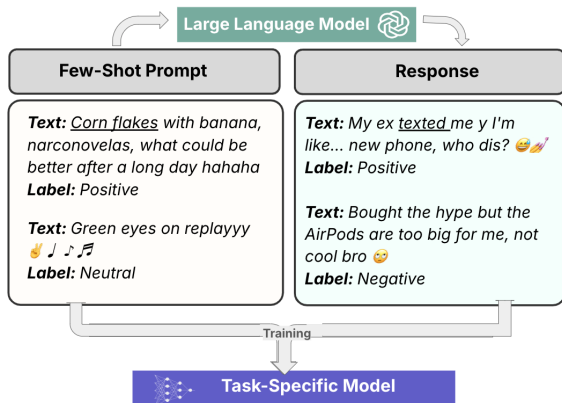 Large Language Model
Few-Shot Prompt
Text: Corn flakes with banana,
narconovelas, what could be
better after a long day hahaha
Label: Positive
Text: Green eyes on replayyy
✌️♩ ♪🎶
Label: Neutral
Response
Text: My ex texted me y I'm
like... new phone, who dis? 😅💅
Label: Positive
Text: Bought the hype but the
AirPods are too big for me, not
cool bro 🙄
Label: Negative
Training
Task-Specific Model